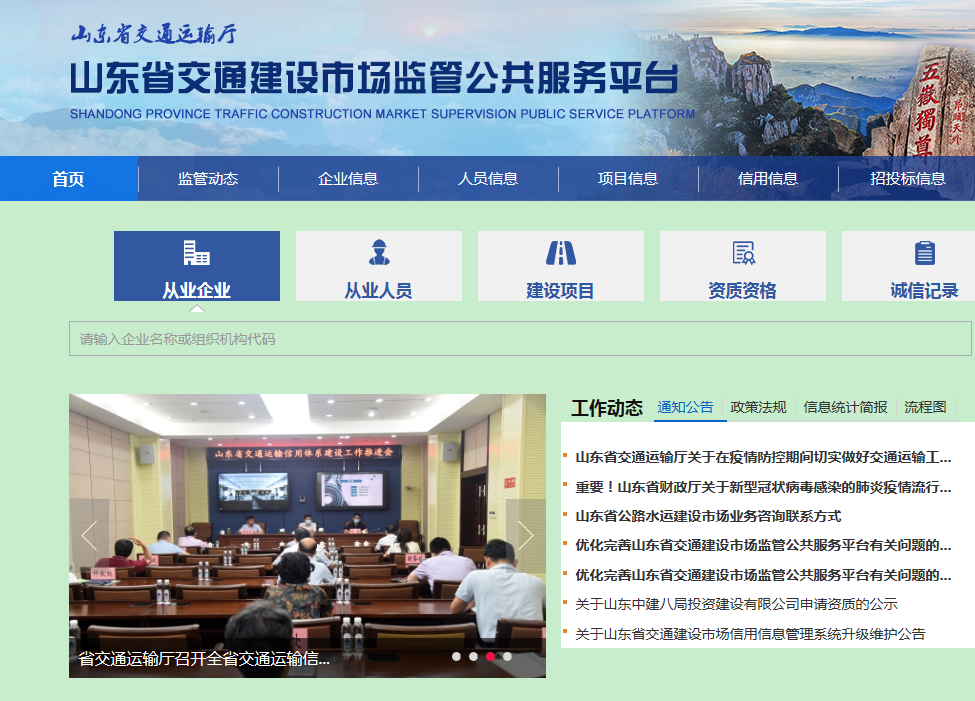 山东省交通运输厅
山东省交通建设市场监管公共服务平台
SHANDONG PROVINCE TRAFFIC CONSTRUCTION MARKET SUPERVISION PUBLIC SERVICE PLATFORM
五嶽獨尊
昂頭天外
首页 监管动态 企业信息 人员信息 项目信息 信用信息 招投标信息
从业企业 从业人员 建设项目 资质资格 诚信记录
请输入企业名称或组织机构代码
山东省交通运输信用体系建设工作推进会
省交通运输厅召开全省交通运输信...
工作动态 通知公告 政策法规 信息统计简报 流程图
山东省交通运输厅关于在疫情防控期间切实做好交通运输工...
重要！山东省财政厅关于新型冠状病毒感染的肺炎疫情流行...
山东省公路水运建设市场业务咨询联系方式
优化完善山东省交通建设市场监管公共服务平台有关问题的...
优化完善山东省交通建设市场监管公共服务平台有关问题的...
关于山东中建八局投资建设有限公司申请资质的公示
关于山东省交通建设市场信用信息管理系统升级维护公告